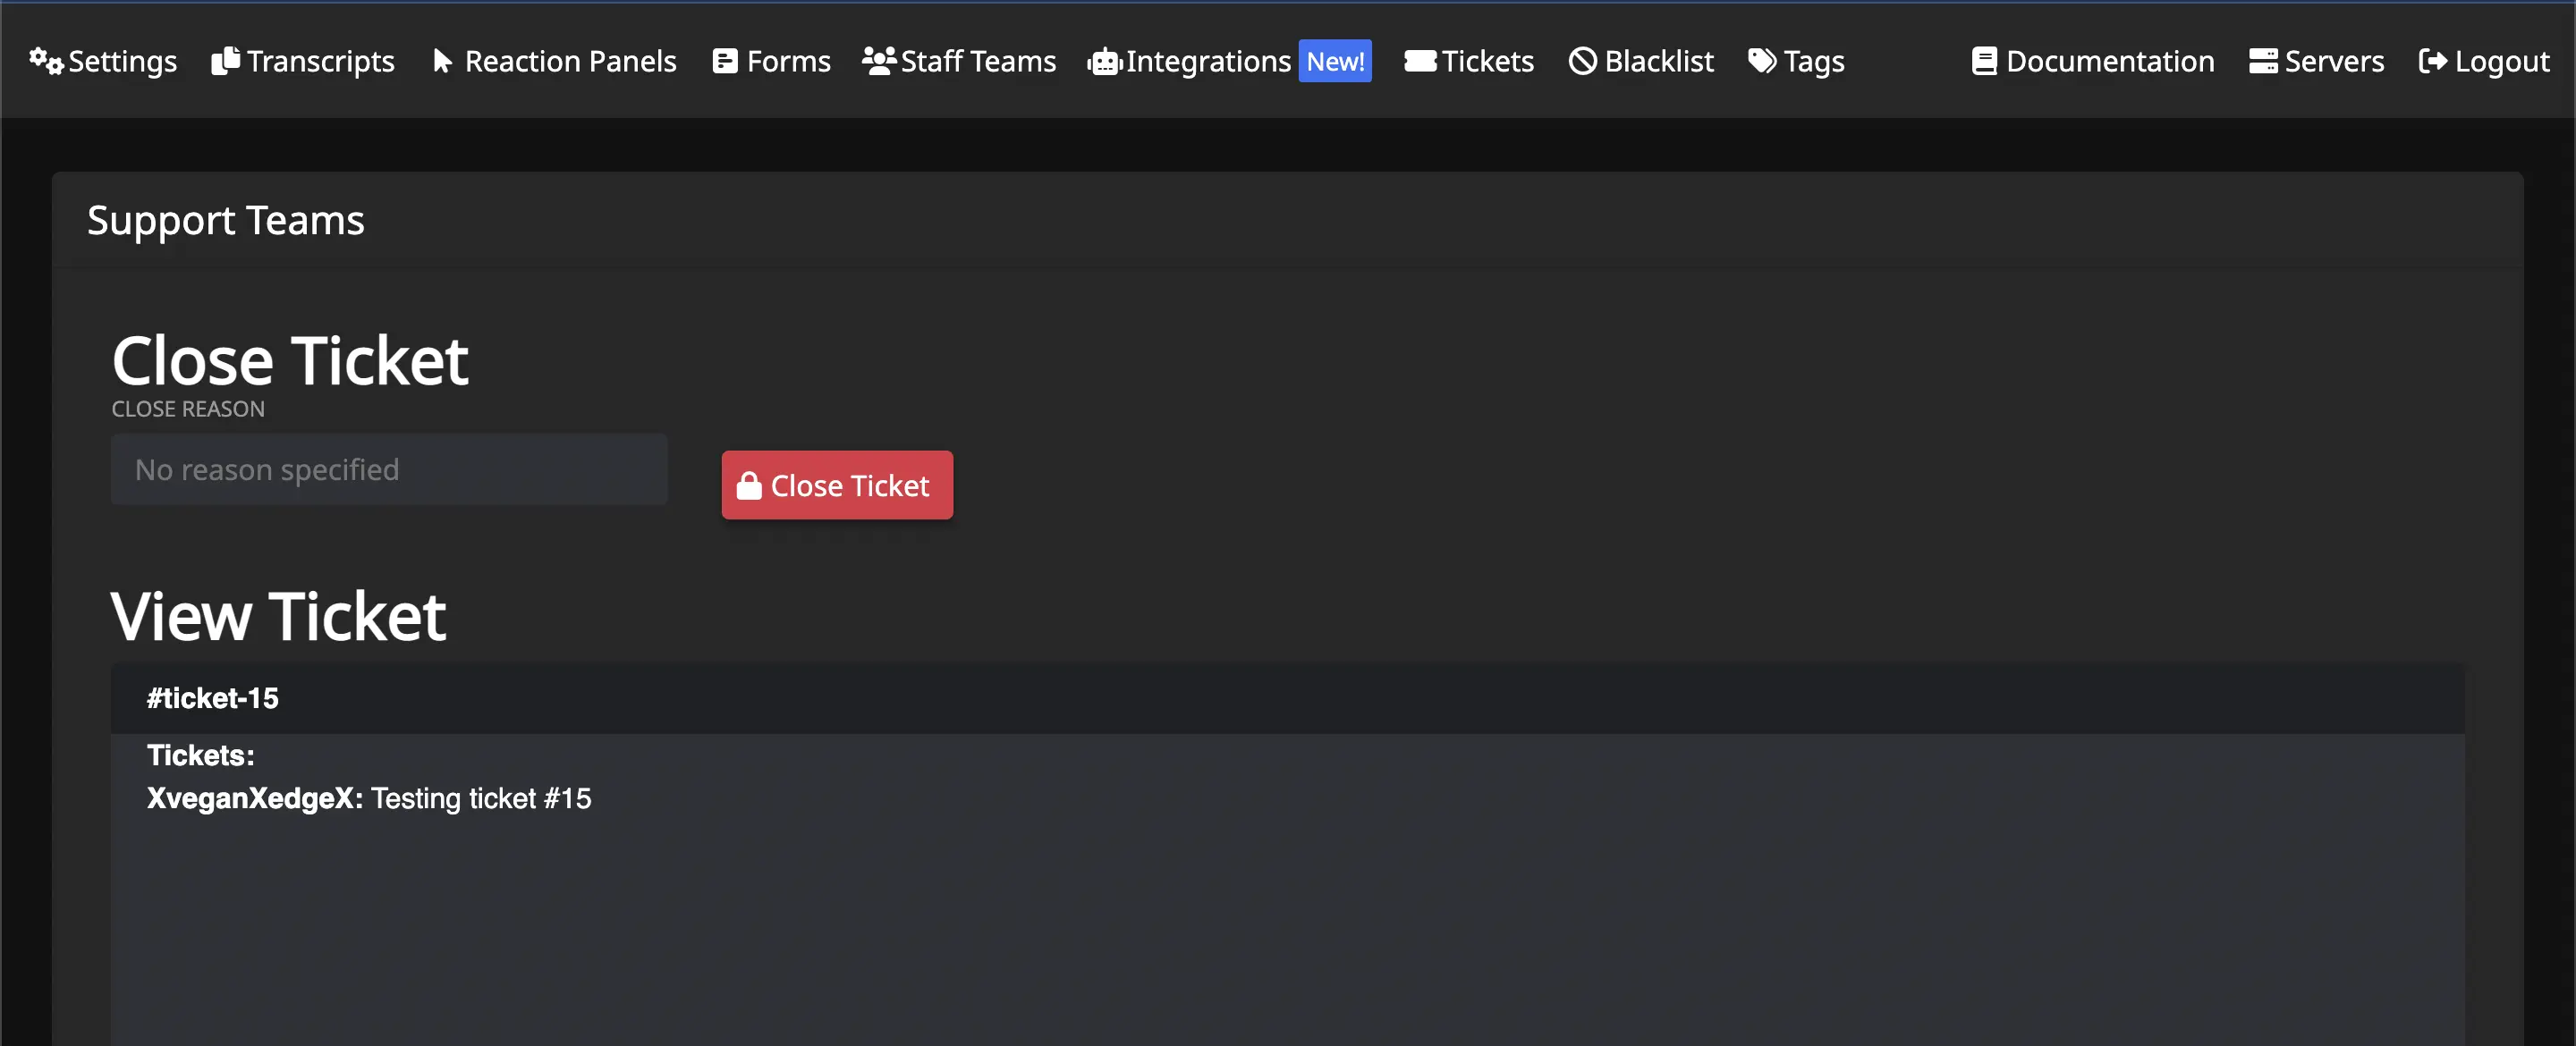 Settings Transcripts Reaction Panels Forms Staff Teams Integrations New! Tickets Blacklist Tags Documentation Servers Logout
Support Teams
Close Ticket
CLOSE REASON
No reason specified
Close Ticket
View Ticket
#ticket-15
Tickets:
XveganXedgeX: Testing ticket #15